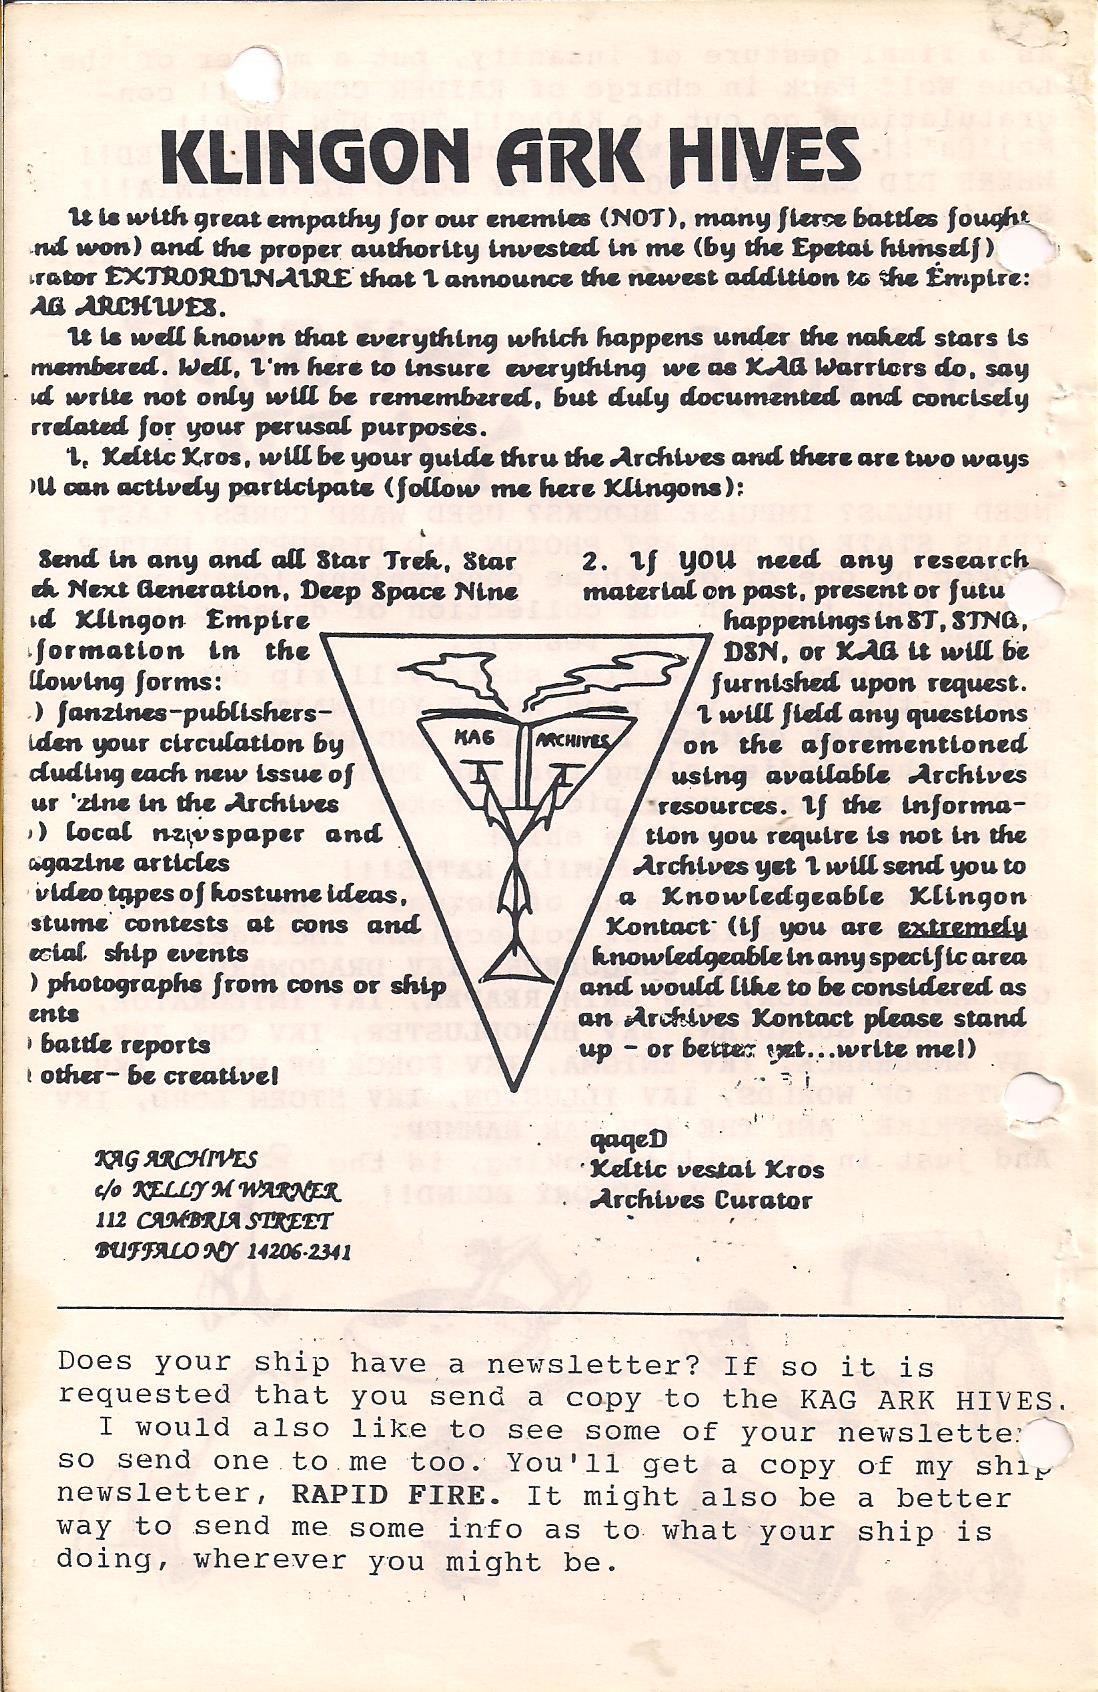 KLINGON ARK HIVES
It is with great empathy for our enemies (NOT), many fierce battles fought
nd won) and the proper authority invested in me (by the Epetai himself)
rator EXTRORDINAIRE that I announce the newest addition to the Empire:
AG ARCHIVES.
It is well known that everything which happens under the naked stars is
membered. Well, I'm here to insure everything we as KAG Warriors do, say
d write not only will be remembered, but duly documented and concisely
rrelated for your perusal purposes.
I, Keltic Kros, will be your guide thru the Archives and there are two ways
ou can actively participate (follow me here Klingons):
Send in any and all Star Trek, Star
ek Next Generation, Deep Space Nine
d Klingon Empire
formation in the
llowing forms:
) fanzines-publishers-
iden your circulation by
cluding each new issue of
ur 'zine in the Archives
) local newspaper and
agazine articles
video tapes of kostume ideas,
stume contests at cons and
ecial ship events
) photographs from cons or ship
ents
) battle reports
) other- be creative!
2. If YOU need any research
material on past, present or futu
happenings in ST, STNG,
DSN, or KAG it will be
furnished upon request.
I will field any questions
on the aforementioned
using available Archives
resources. If the informa-
tion you require is not in the
Archives yet I will send you to
a Knowledgeable Klingon
Kontact (if you are extremely
knowledgeable in any specific area
and would like to be considered as
an Archives Kontact please stand
up - or better yet...write me!)
KAG ARCHIVES
KAG ARCHIVES
c/o KELLY M WARNER
112 CAMBRIA STREET
BUFFALO NY 14206-2341
qaqeD
Keltic vestai Kros
Archives Curator
Does your ship have a newsletter? If so it is
requested that you send a copy to the KAG ARK HIVES.
I would also like to see some of your newslette
so send one to me too. You'll get a copy of my ship
newsletter, RAPID FIRE. It might also be a better
way to send me some info as to what your ship is
doing, wherever you might be.